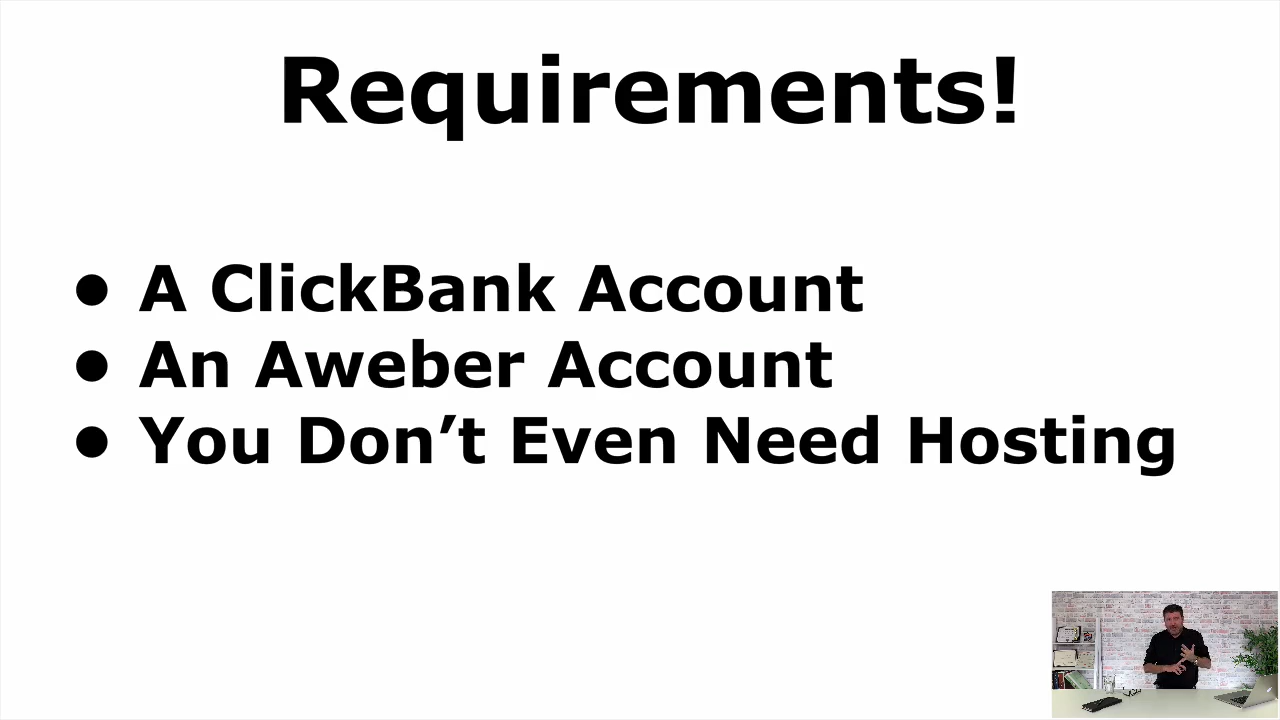 Requirements!
● A ClickBank Account
● An Aweber Account
● You Don’t Even Need Hosting